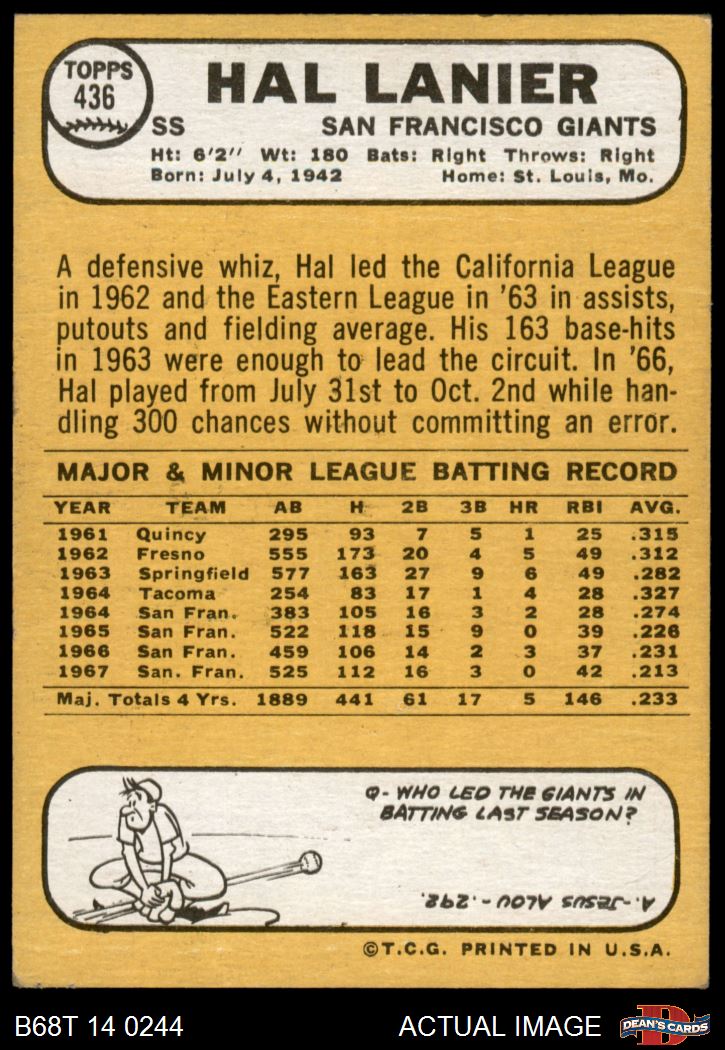 TOPPS
436
HAL LANIER
SS SAN FRANCISCO GIANTS
Ht: 6'2" Wt: 180 Bats: Right Throws: Right
Born: July 4, 1942 Home: St. Louis, Mo.
A defensive whiz, Hal led the California League
in 1962 and the Eastern League in '63 in assists,
putouts and fielding average. His 163 base-hits
in 1963 were enough to lead the circuit. In '66,
Hal played from July 31st to Oct. 2nd while han-
dling 300 chances without committing an error.
MAJOR & MINOR LEAGUE BATTING RECORD
YEAR TEAM AB H 2B 3B HR RBI AVG.
1961 Quincy 295 93 7 5 1 25 .315
1962 Fresno 555 173 20 4 5 49 .312
1963 Springfield 577 163 27 9 6 49 .282
1964 Tacoma 254 83 17 1 4 28 .327
1964 San Fran. 383 105 16 3 2 28 .274
1965 San Fran. 522 118 15 9 0 39 .226
1966 San Fran. 459 106 14 2 3 37 .231
1967 San. Fran. 525 112 16 3 0 42 .213
Maj. Totals 4 Yrs. 1889 441 61 17 5 146 .233
Q- WHO LED THE GIANTS IN
BATTING LAST SEASON?
A.-JESUS ALOU -.292.
©T.C.G. PRINTED IN U.S.A.
B68T 14 0244 ACTUAL IMAGE D DEAN'S CARDS